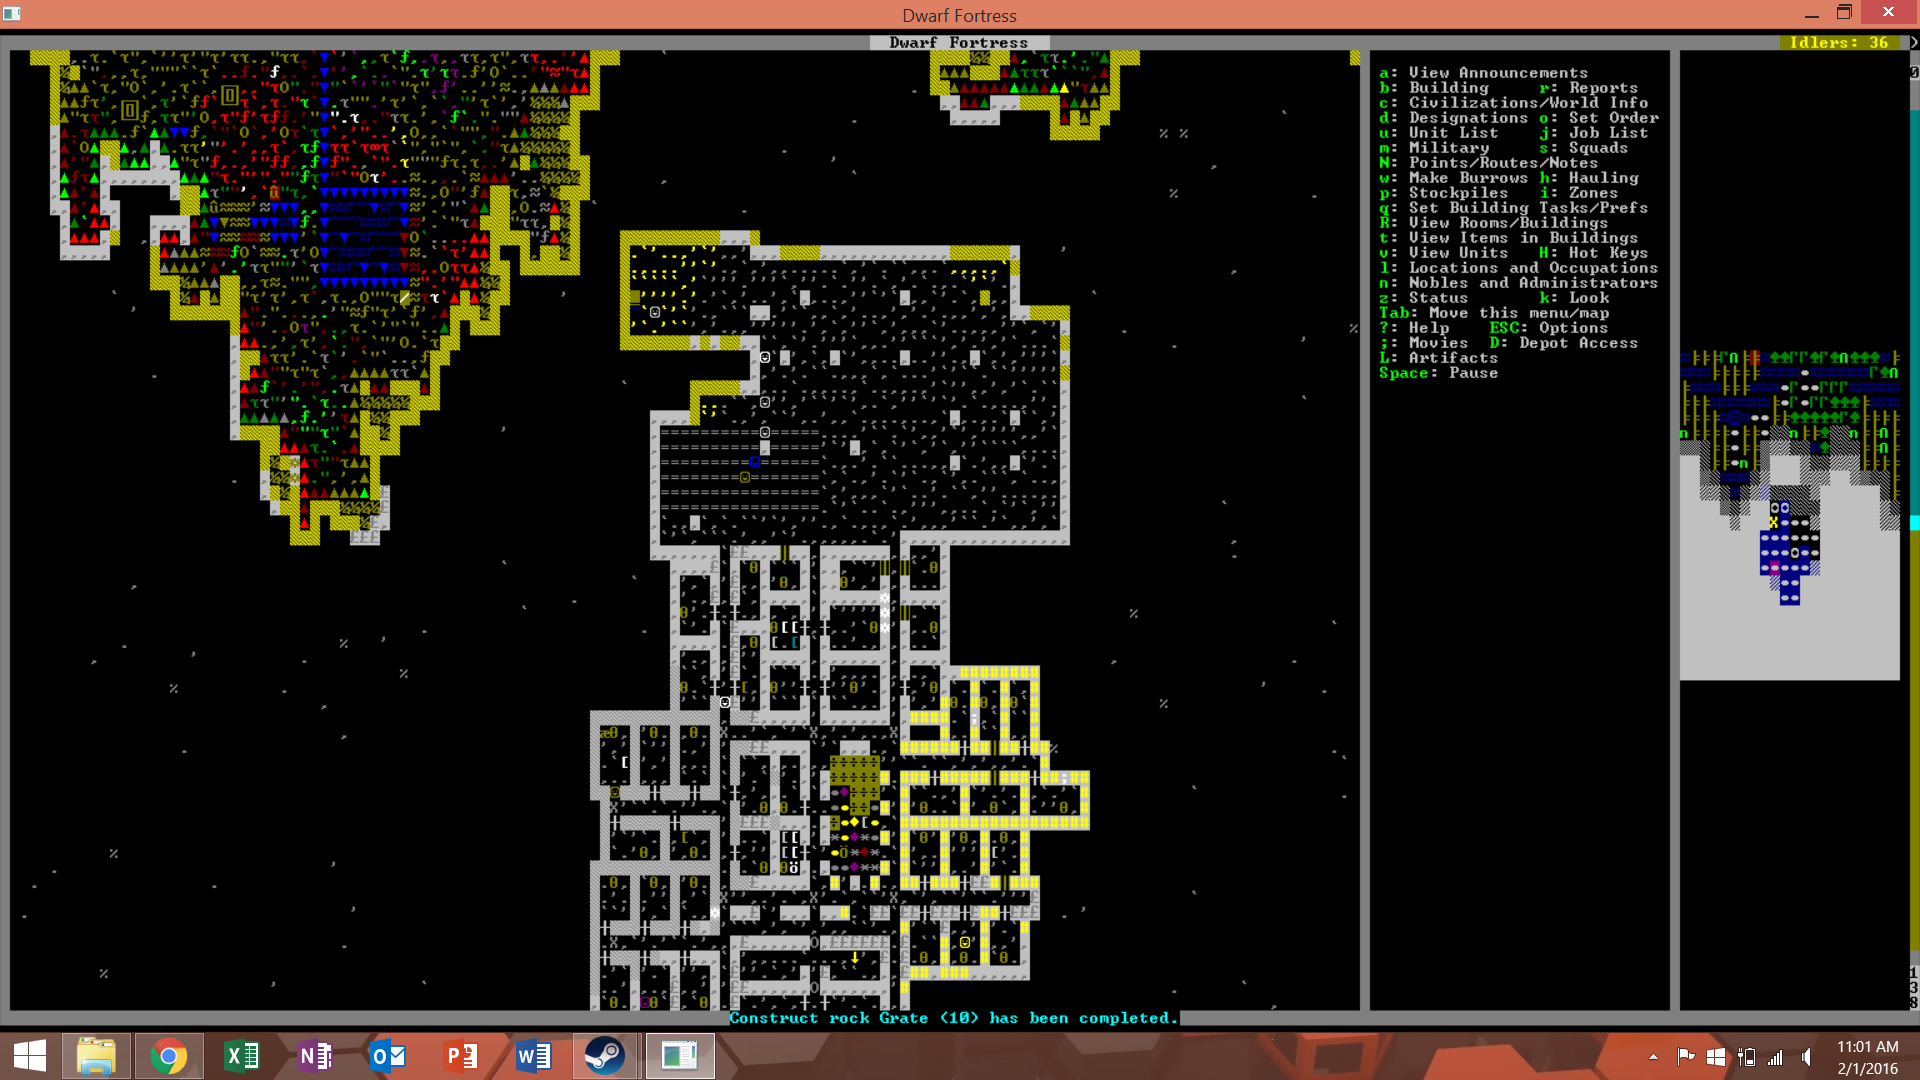 Dwarf Fortress
Dwarf Fortress
Idlers: 36
a: View Announcements
b: Building r: Reports
c: Civilizations/World Info
d: Designations o: Set Order
u: Unit List j: Job List
m: Military s: Squads
N: Points/Routes/Notes
w: Make Burrows h: Hauling
p: Stockpiles i: Zones
q: Set Building Tasks/Prefs
R: View Rooms/Buildings
t: View Items in Buildings
v: View Units H: Hot Keys
l: Locations and Occupations
n: Nobles and Administrators
z: Status k: Look
Tab: Move this menu/map
?: Help ESC: Options
;: Movies D: Depot Access
L: Artifacts
Space: Pause
Construct rock Grate (10) has been completed.
11:01 AM
2/1/2016